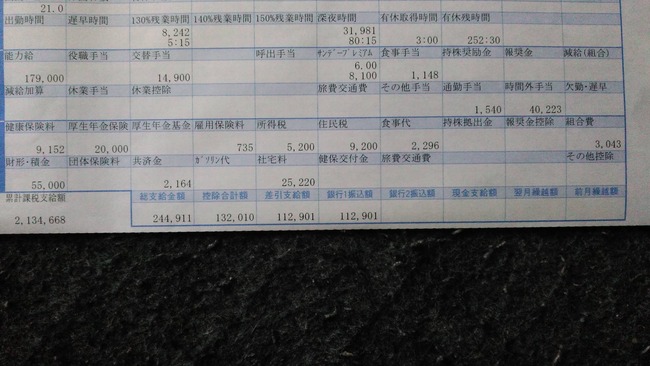 21.0
出勤時間 遅早時間 130%残業時間 140%残業時間 150%残業時間 深夜時間 有休取得時間 有休残時間
8,242 31,981
5:15 80:15 3:00 252:30
能力給 役職手当 交替手当 呼出手当 ｻﾝﾃﾞｰﾌﾟﾚﾐｱﾑ 食事手当 持株奨励金 報奨金 減給(組合)
6.00
179,000 14,900 8,100 1,148
減給加算 休業手当 休業控除 旅費交通費 その他手当 通勤手当 時間外手当 欠勤・遅早
1,540 40,223
健康保険料 厚生年金保険 厚生年金基金 雇用保険料 所得税 住民税 食事代 持株拠出金 報奨金控除 組合費
9,152 20,000 735 5,200 9,200 2,296 3,043
財形・積金 団体保険料 共済金 ｶﾞｿﾘﾝ代 社宅料 健保交付金 旅費交通費 その他控除
55,000 2,164 25,220
累計課税支給額 総支給金額 控除合計額 差引支給額 銀行1振込額 銀行2振込額 現金支給額 翌月繰越額 前月繰越額
2,134,668 244,911 132,010 112,901 112,901